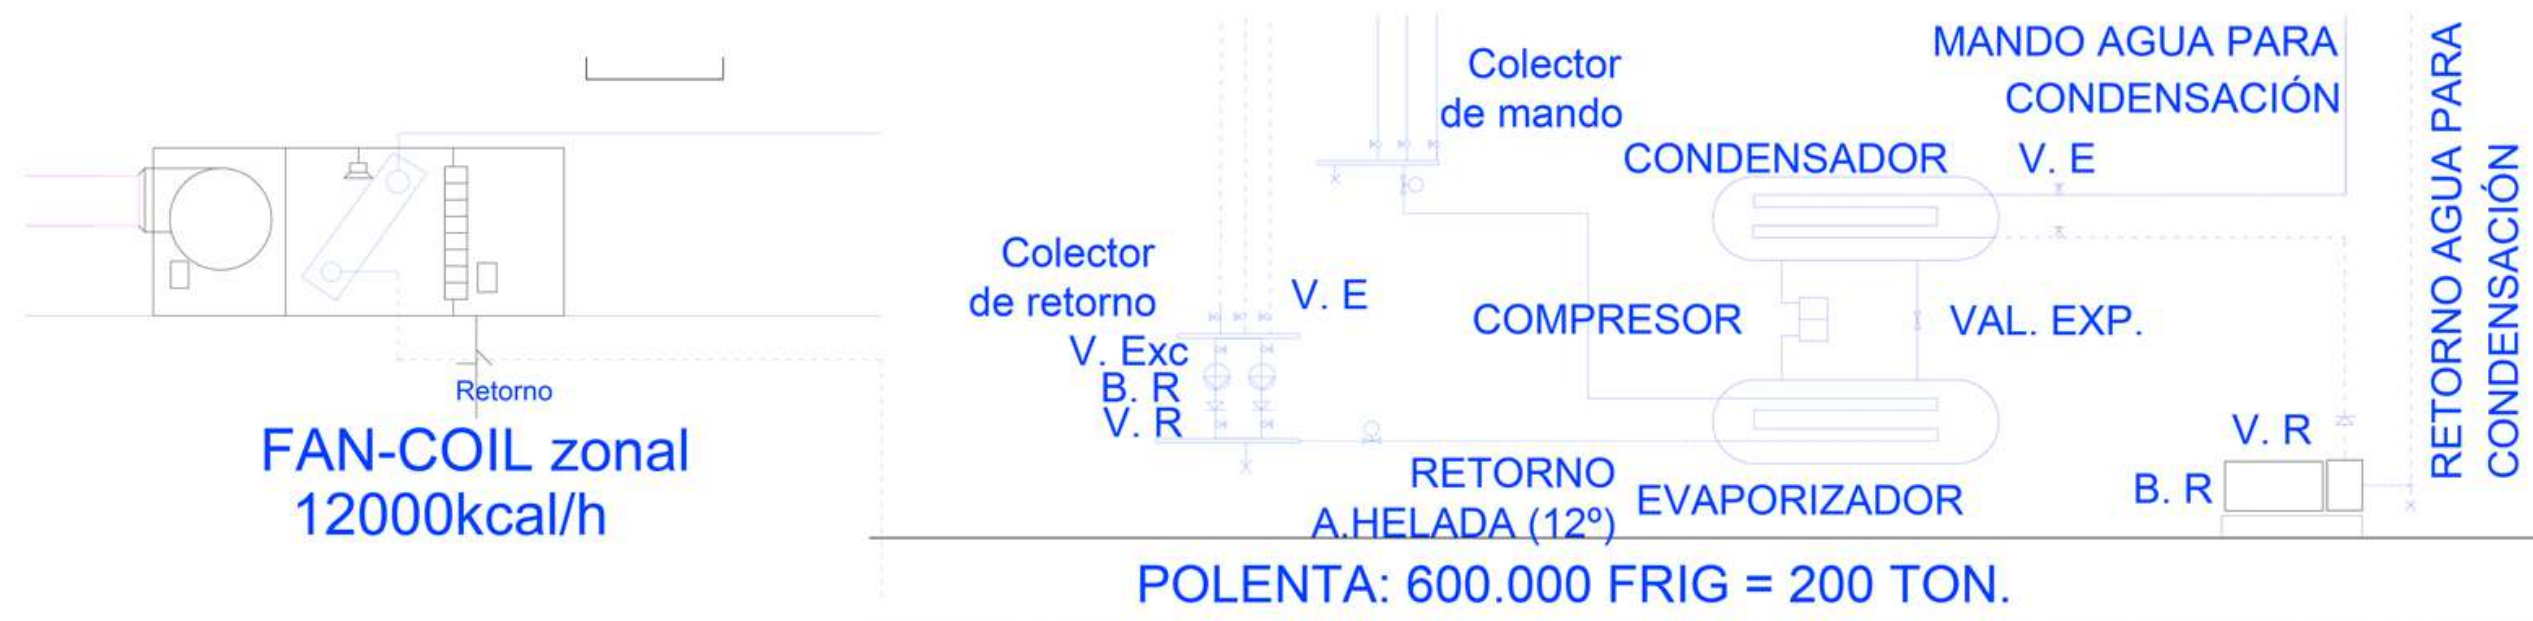 Retorno
FAN-COIL zonal
12000kcal/h
Colector
de mando
Colector
de retorno
V. E
V. Exc
B. R
V. R
MANDO AGUA PARA
CONDENSACIÓN
CONDENSADOR
V. E
COMPRESOR
VAL. EXP.
RETORNO
A.HELADA (12º)
EVAPORIZADOR
V. R
B. R
RETORNO AGUA PARA
CONDENSACIÓN
POLENTA: 600.000 FRIG = 200 TON.